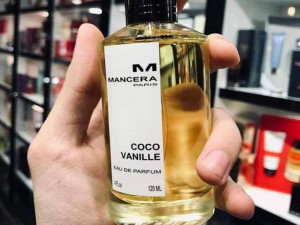 M
MANCERA
PARIS
COCO
VANILLE
EAU DE PARFUM
120 ML